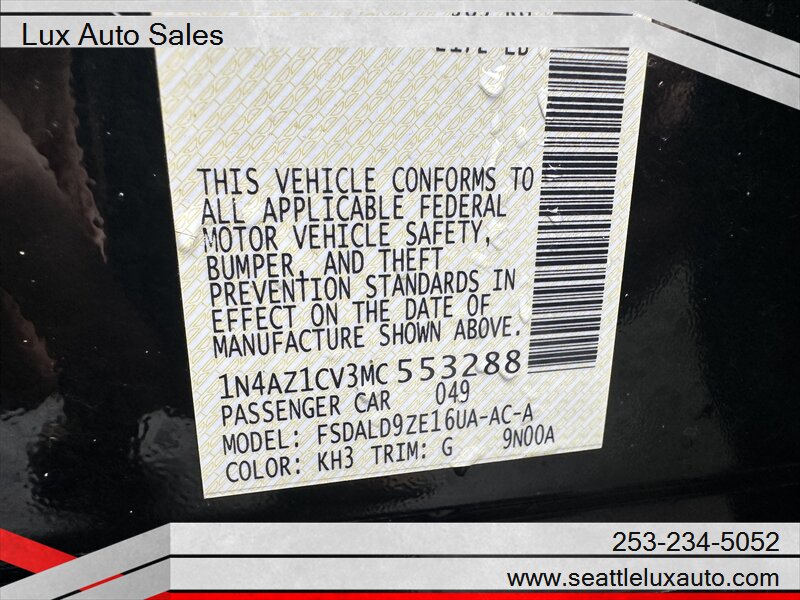 Lux Auto Sales
THIS VEHICLE CONFORMS TO
ALL APPLICABLE FEDERAL
MOTOR VEHICLE SAFETY,
BUMPER, AND THEFT
PREVENTION STANDARDS IN
EFFECT ON THE DATE OF
MANUFACTURE SHOWN ABOVE.
1N4AZ1CV3MC553288
PASSENGER CAR 049
MODEL: FSDALD9ZE16UA-AC-A
COLOR: KH3 TRIM: G 9N00A
253-234-5052
www.seattleluxauto.com